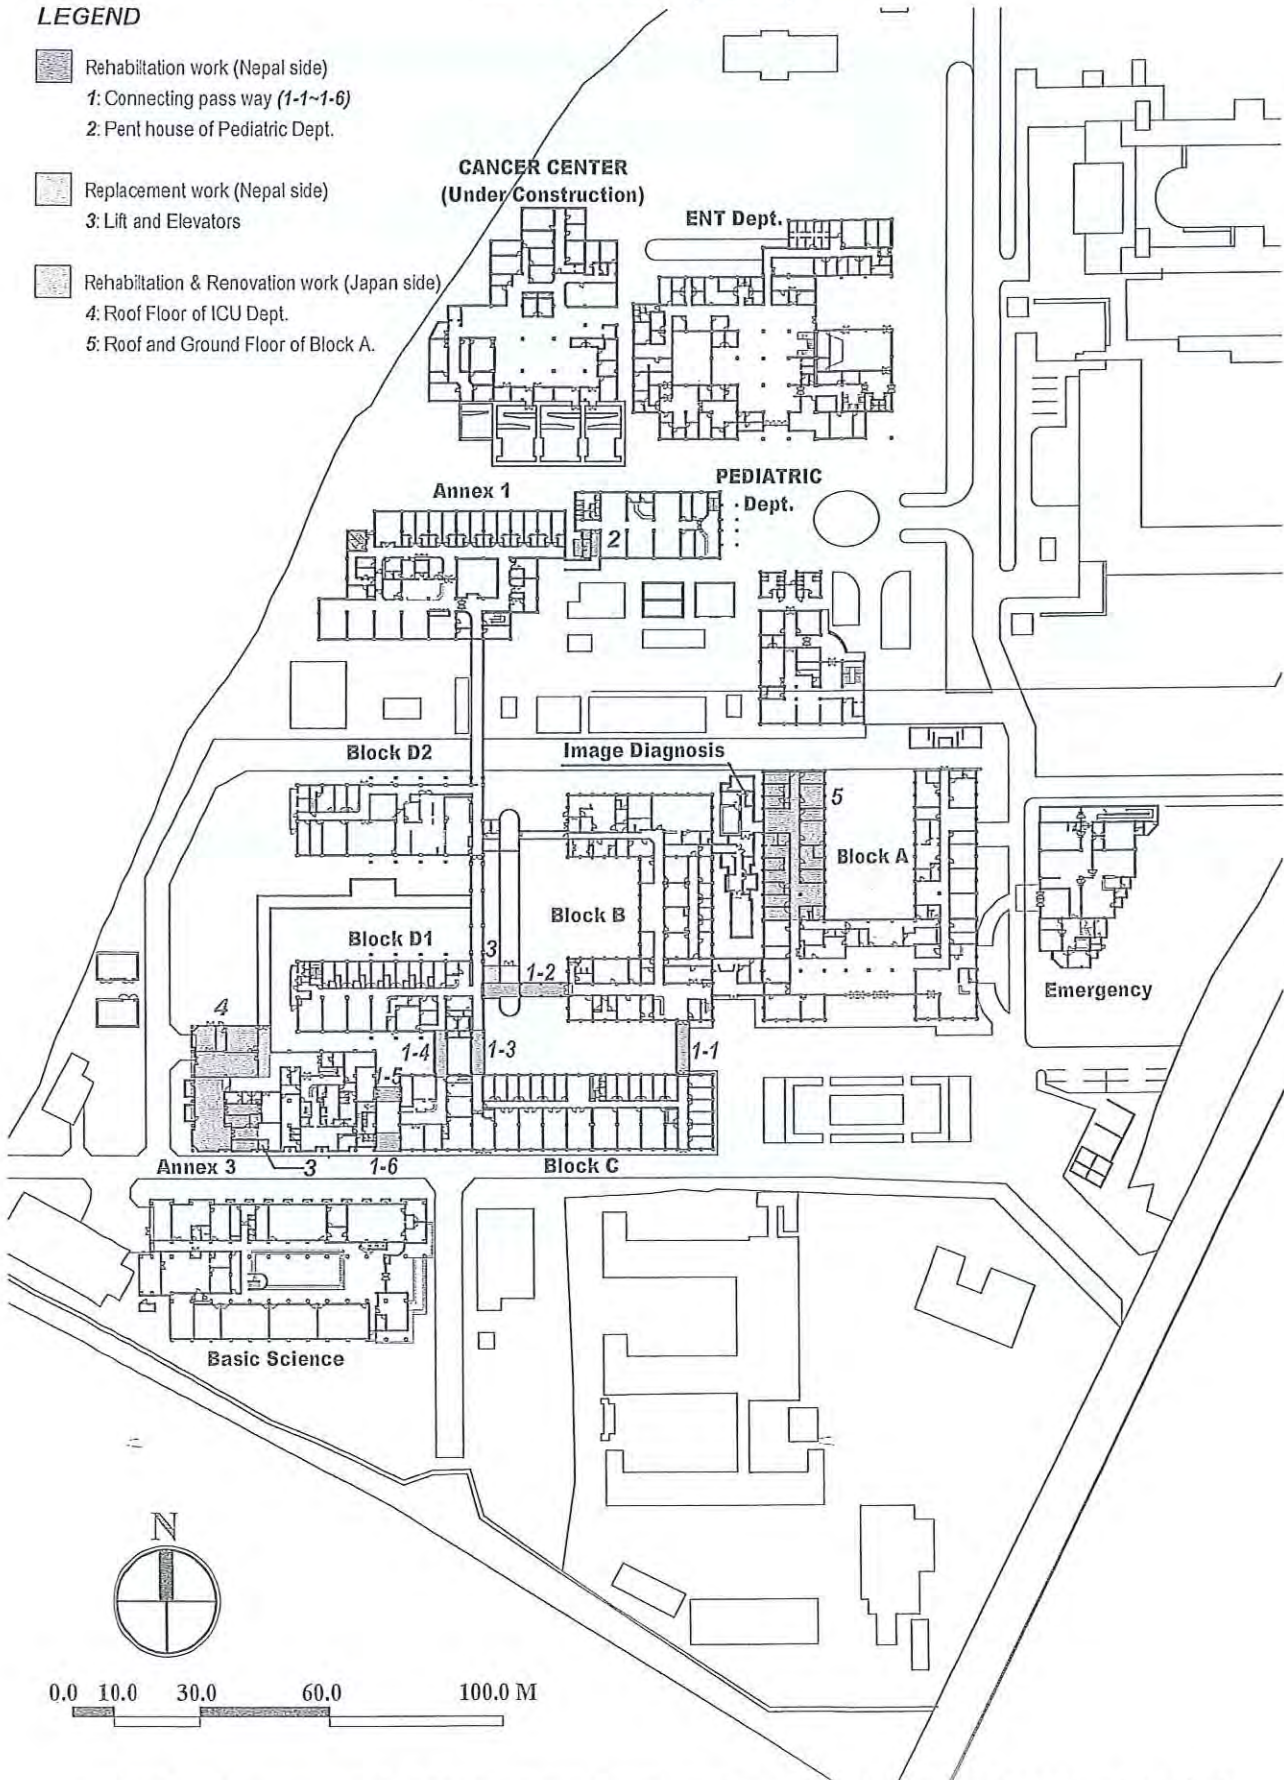 LEGEND
Rehabiltation work (Nepal side)
1: Connecting pass way (1-1~1-6)
2: Pent house of Pediatric Dept.
Replacement work (Nepal side)
3: Lift and Elevators
Rehabiltation & Renovation work (Japan side)
4: Roof Floor of ICU Dept.
5: Roof and Ground Floor of Block A.
CANCER CENTER
(Under Construction)
ENT Dept.
PEDIATRIC
Dept.
Annex 1
2
Block D2
Image Diagnosis
5
Block A
Block B
Block D1
3
1-2
Emergency
4
1-4
1-3
1-1
1-5
Annex 3
3
1-6
Block C
Basic Science
N
0.0 10.0 30.0 60.0 100.0 M